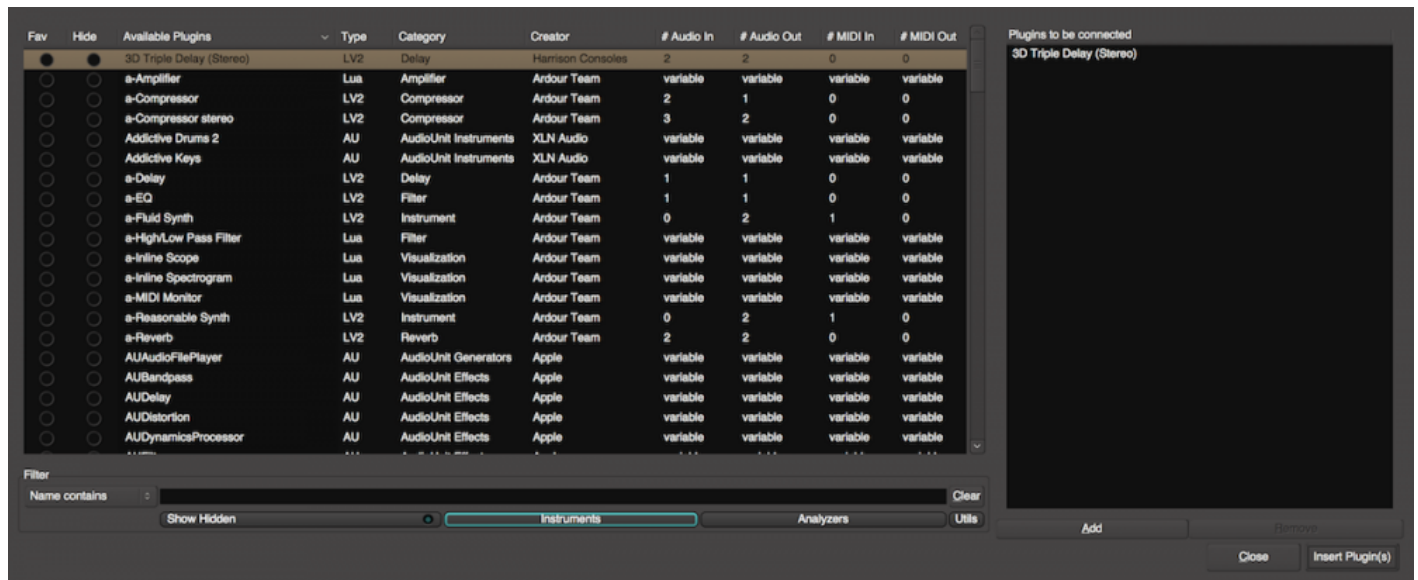 Fav Hide Available Plugins Type Category Creator # Audio In # Audio Out # MIDI In # MIDI Out
3D Triple Delay (Stereo) LV2 Delay Harrison Consoles 2 2 0 0
a-Amplifier Lua Amplifier Ardour Team variable variable variable variable
a-Compressor LV2 Compressor Ardour Team 2 1 0 0
a-Compressor stereo LV2 Compressor Ardour Team 3 2 0 0
Addictive Drums 2 AU AudioUnit Instruments XLN Audio variable variable variable variable
Addictive Keys AU AudioUnit Instruments XLN Audio variable variable variable variable
a-Delay LV2 Delay Ardour Team 1 1 0 0
a-EQ LV2 Filter Ardour Team 1 1 0 0
a-Fluid Synth LV2 Instrument Ardour Team 0 2 1 0
a-High/Low Pass Filter Lua Filter Ardour Team variable variable variable variable
a-Inline Scope Lua Visualization Ardour Team variable variable variable variable
a-Inline Spectrogram Lua Visualization Ardour Team variable variable variable variable
a-MIDI Monitor Lua Visualization Ardour Team variable variable variable variable
a-Reasonable Synth LV2 Instrument Ardour Team 0 2 1 0
a-Reverb LV2 Reverb Ardour Team 2 2 0 0
AUAudioFilePlayer AU AudioUnit Generators Apple variable variable variable variable
AUBandpass AU AudioUnit Effects Apple variable variable variable variable
AUDelay AU AudioUnit Effects Apple variable variable variable variable
AUDistortion AU AudioUnit Effects Apple variable variable variable variable
AUDynamicsProcessor AU AudioUnit Effects Apple variable variable variable variable
Filter
Name contains Clear
Show Hidden Instruments Analyzers Utils
Plugins to be connected
3D Triple Delay (Stereo)
Add Remove
Close Insert Plugin(s)